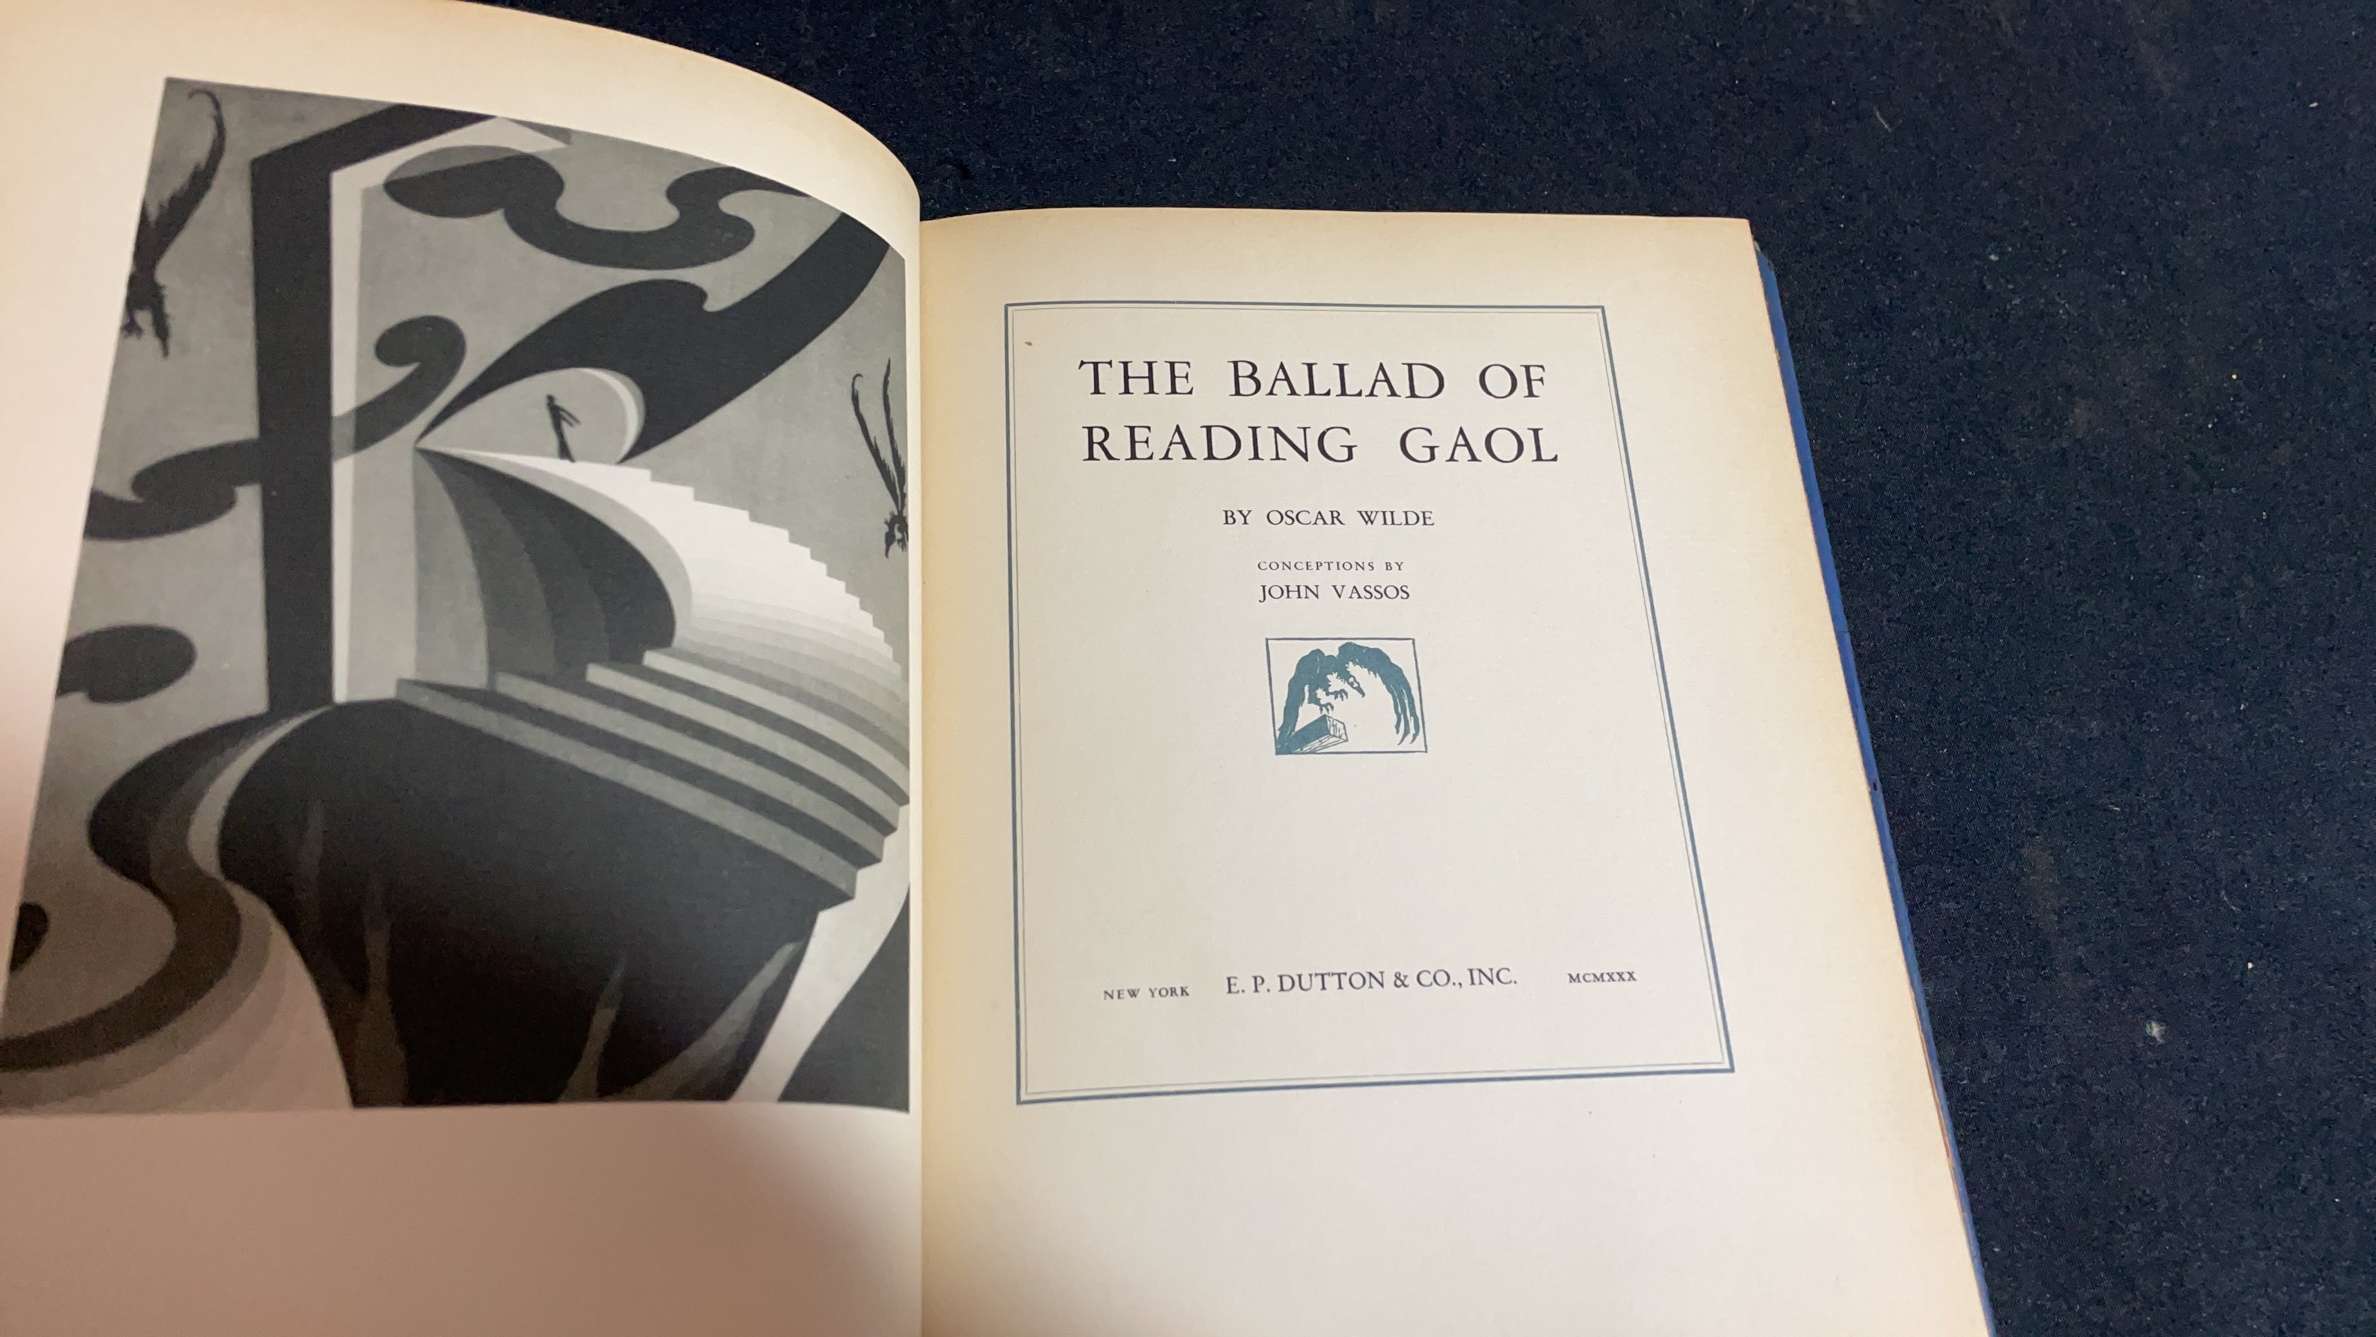 THE BALLAD OF
READING GAOL
BY OSCAR WILDE
CONCEPTIONS BY
JOHN VASSOS
NEW YORK E. P. DUTTON & CO., INC. MCMXXX